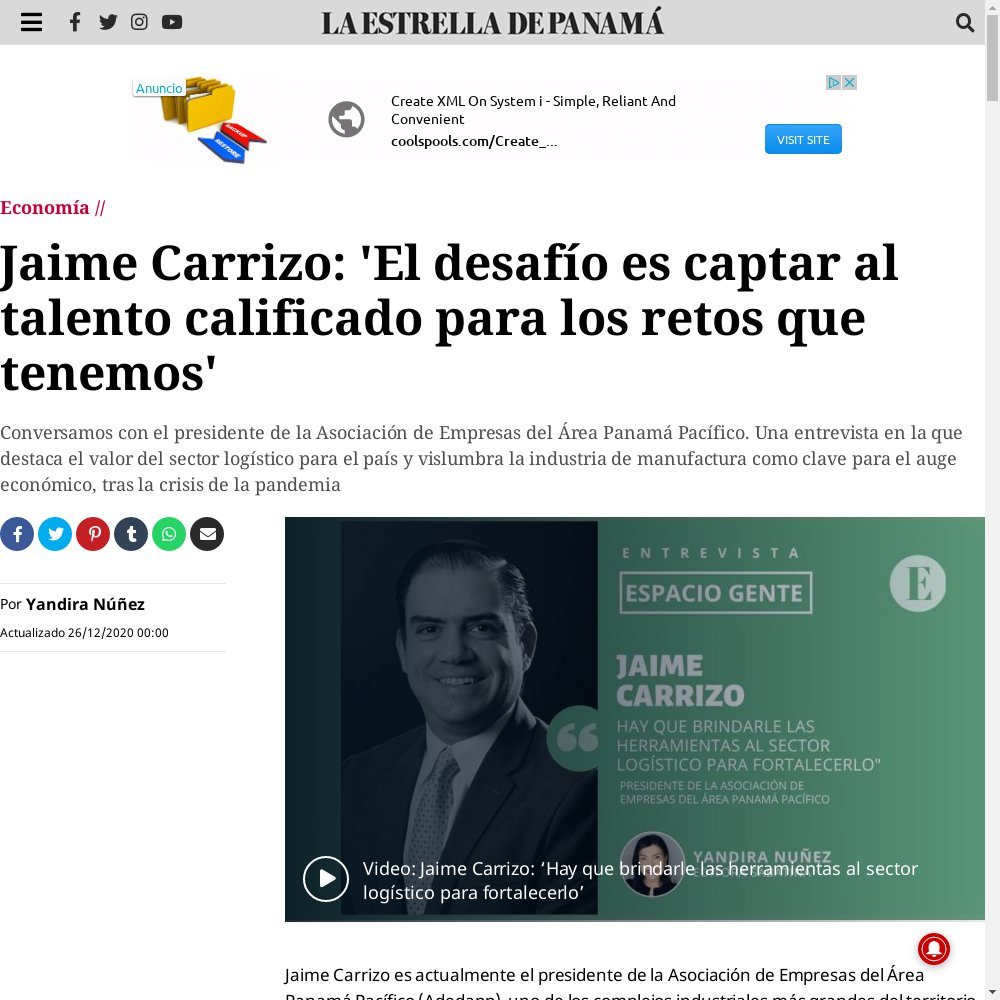 LA ESTRELLA DE PANAMÁ
Anuncio
BACKUP
RESTORE
Create XML On System i - Simple, Reliant And
Convenient
coolspools.com/Create_...
VISIT SITE
Economía //
Jaime Carrizo: 'El desafío es captar al
talento calificado para los retos que
tenemos'
Conversamos con el presidente de la Asociación de Empresas del Área Panamá Pacífico. Una entrevista en la que
destaca el valor del sector logístico para el país y vislumbra la industria de manufactura como clave para el auge
económico, tras la crisis de la pandemia
Por Yandira Núñez
Actualizado 26/12/2020 00:00
ENTREVISTA
ESPACIO GENTE
E
JAIME
CARRIZO
HAY QUE BRINDARLE LAS
HERRAMIENTAS AL SECTOR
LOGÍSTICO PARA FORTALECERLO"
PRESIDENTE DE LA ASOCIACIÓN DE
EMPRESAS DEL ÁREA PANAMÁ PACÍFICO
YANDIRA NUÑEZ
Video: Jaime Carrizo: ‘Hay que brindarle las herramientas al sector
logístico para fortalecerlo’
Jaime Carrizo es actualmente el presidente de la Asociación de Empresas del Área
Panamá Pacífico (Adedapp), uno de los complejos industriales más grandes del territorio